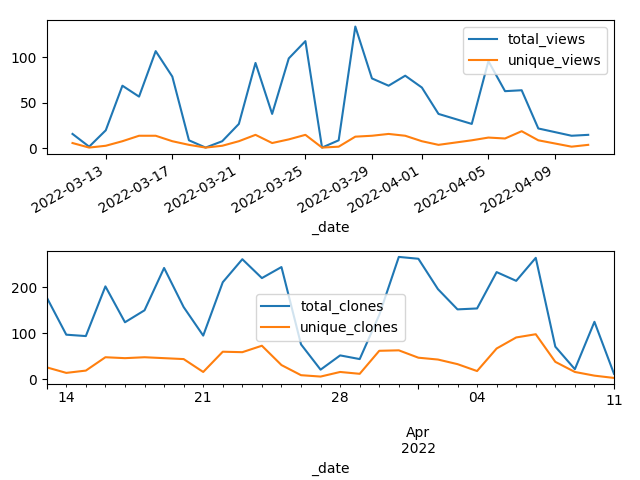 total_views
unique_views
100
50
0
2022-03-13
2022-03-17
2022-03-21
2022-03-25
2022-03-29
2022-04-01
2022-04-05
2022-04-09
_date
total_clones
unique_clones
200
100
0
14
21
28
04
11
Apr
2022
_date